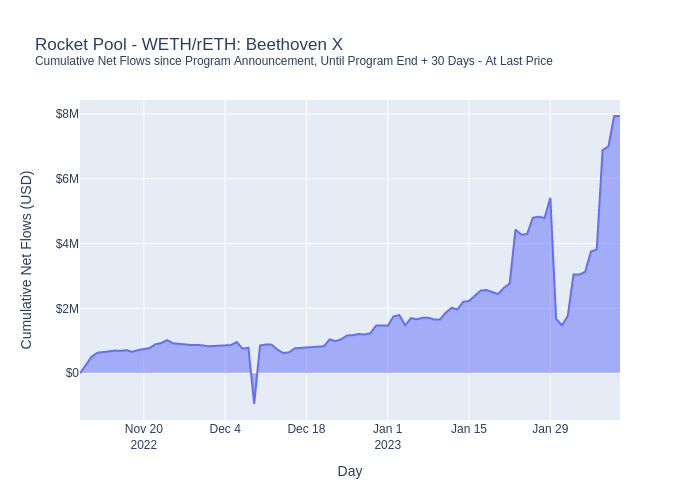 Rocket Pool - WETH/rETH: Beethoven X
Cumulative Net Flows since Program Announcement, Until Program End + 30 Days - At Last Price
Cumulative Net Flows (USD)
$8M
$6M
$4M
$2M
$0
Nov 20
2022
Dec 4
Dec 18
Jan 1
2023
Jan 15
Jan 29
Day